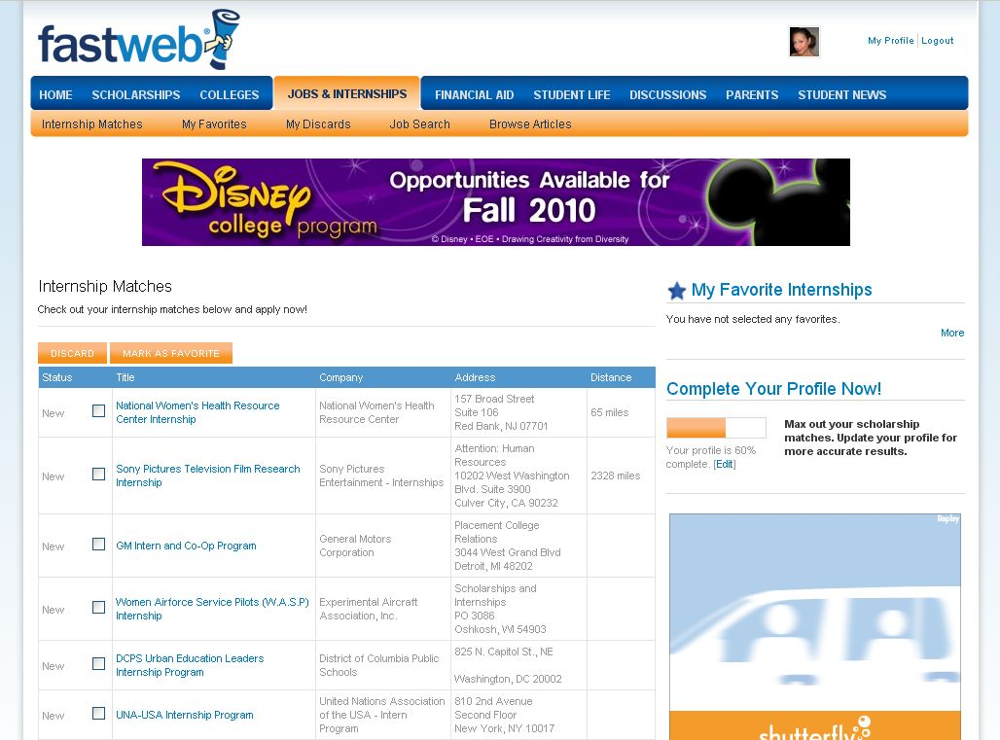 fastweb
My Profile | Logout
HOME SCHOLARSHIPS COLLEGES JOBS & INTERNSHIPS FINANCIAL AID STUDENT LIFE DISCUSSIONS PARENTS STUDENT NEWS
Internship Matches My Favorites My Discards Job Search Browse Articles
Disney
college program
Opportunities Available for
Fall 2010
© Disney • EOE • Drawing Creativity from Diversity
Internship Matches
Check out your internship matches below and apply now!
DISCARD MARK AS FAVORITE
Status Title Company Address Distance
New
National Women's Health Resource
Center Internship
National Women's Health
Resource Center
157 Broad Street
Suite 106
Red Bank, NJ 07701
65 miles
New
Sony Pictures Television Film Research
Internship
Sony Pictures
Entertainment - Internships
Attention: Human
Resources
10202 West Washington
Blvd. Suite 3900
Culver City, CA 90232
2328 miles
New
GM Intern and Co-Op Program
General Motors
Corporation
Placement College
Relations
3044 West Grand Blvd
Detroit, MI 48202
New
Women Airforce Service Pilots (W.A.S.P)
Internship
Experimental Aircraft
Association, Inc.
Scholarships and
Internships
PO 3086
Oshkosh, WI 54903
New
DCPS Urban Education Leaders
Internship Program
District of Columbia Public
Schools
825 N. Capitol St., NE
Washington, DC 20002
New
UNA-USA Internship Program
United Nations Association
of the USA - Intern
Program
810 2nd Avenue
Second Floor
New York, NY 10017
My Favorite Internships
You have not selected any favorites.
More
Complete Your Profile Now!
Your profile is 60%
complete. [Edit]
Max out your scholarship
matches. Update your profile for
more accurate results.
Replay
shutterfly